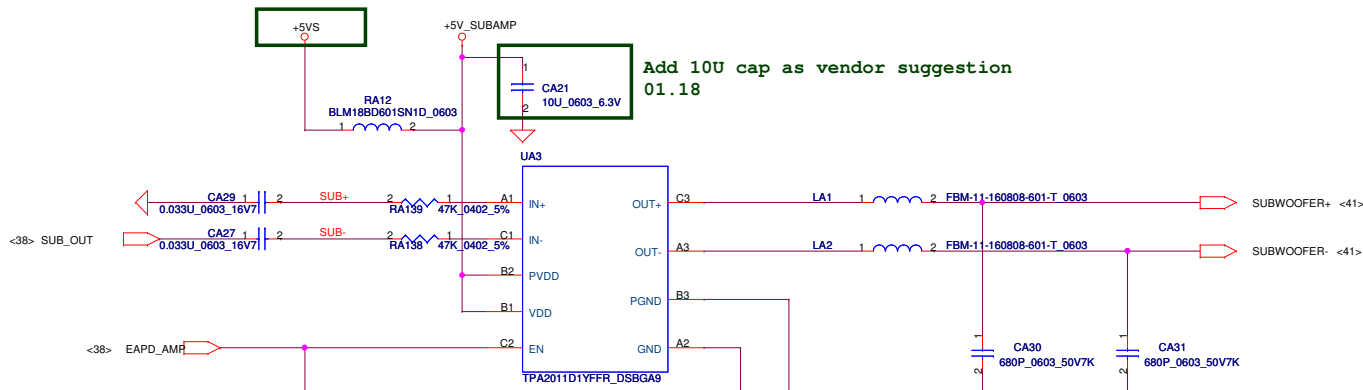 +5VS
+5V_SUBAMP
1
CA21
10U_0603_6.3V
2
Add 10U cap as vendor suggestion
01.18
RA12
BLM18BD601SN1D_0603
1 2
UA3
CA29
1 2
0.033U_0603_16V7
SUB+
2 1
RA139 47K_0402_5%
A1 IN+
OUT+ C3
LA1 1 2 FBM-11-160808-601-T_0603
SUBWOOFER+ <41>
<38> SUB_OUT
CA27
1 2
0.033U_0603_16V7
SUB-
2 1
RA138 47K_0402_5%
C1 IN-
OUT- A3
LA2 1 2 FBM-11-160808-601-T_0603
SUBWOOFER- <41>
B2 PVDD
PGND B3
B1 VDD
<38> EAPD_AMP
C2 EN
GND A2
TPA2011D1YFFR_DSBGA9
1
CA30
680P_0603_50V7K
2
1
CA31
680P_0603_50V7K
2